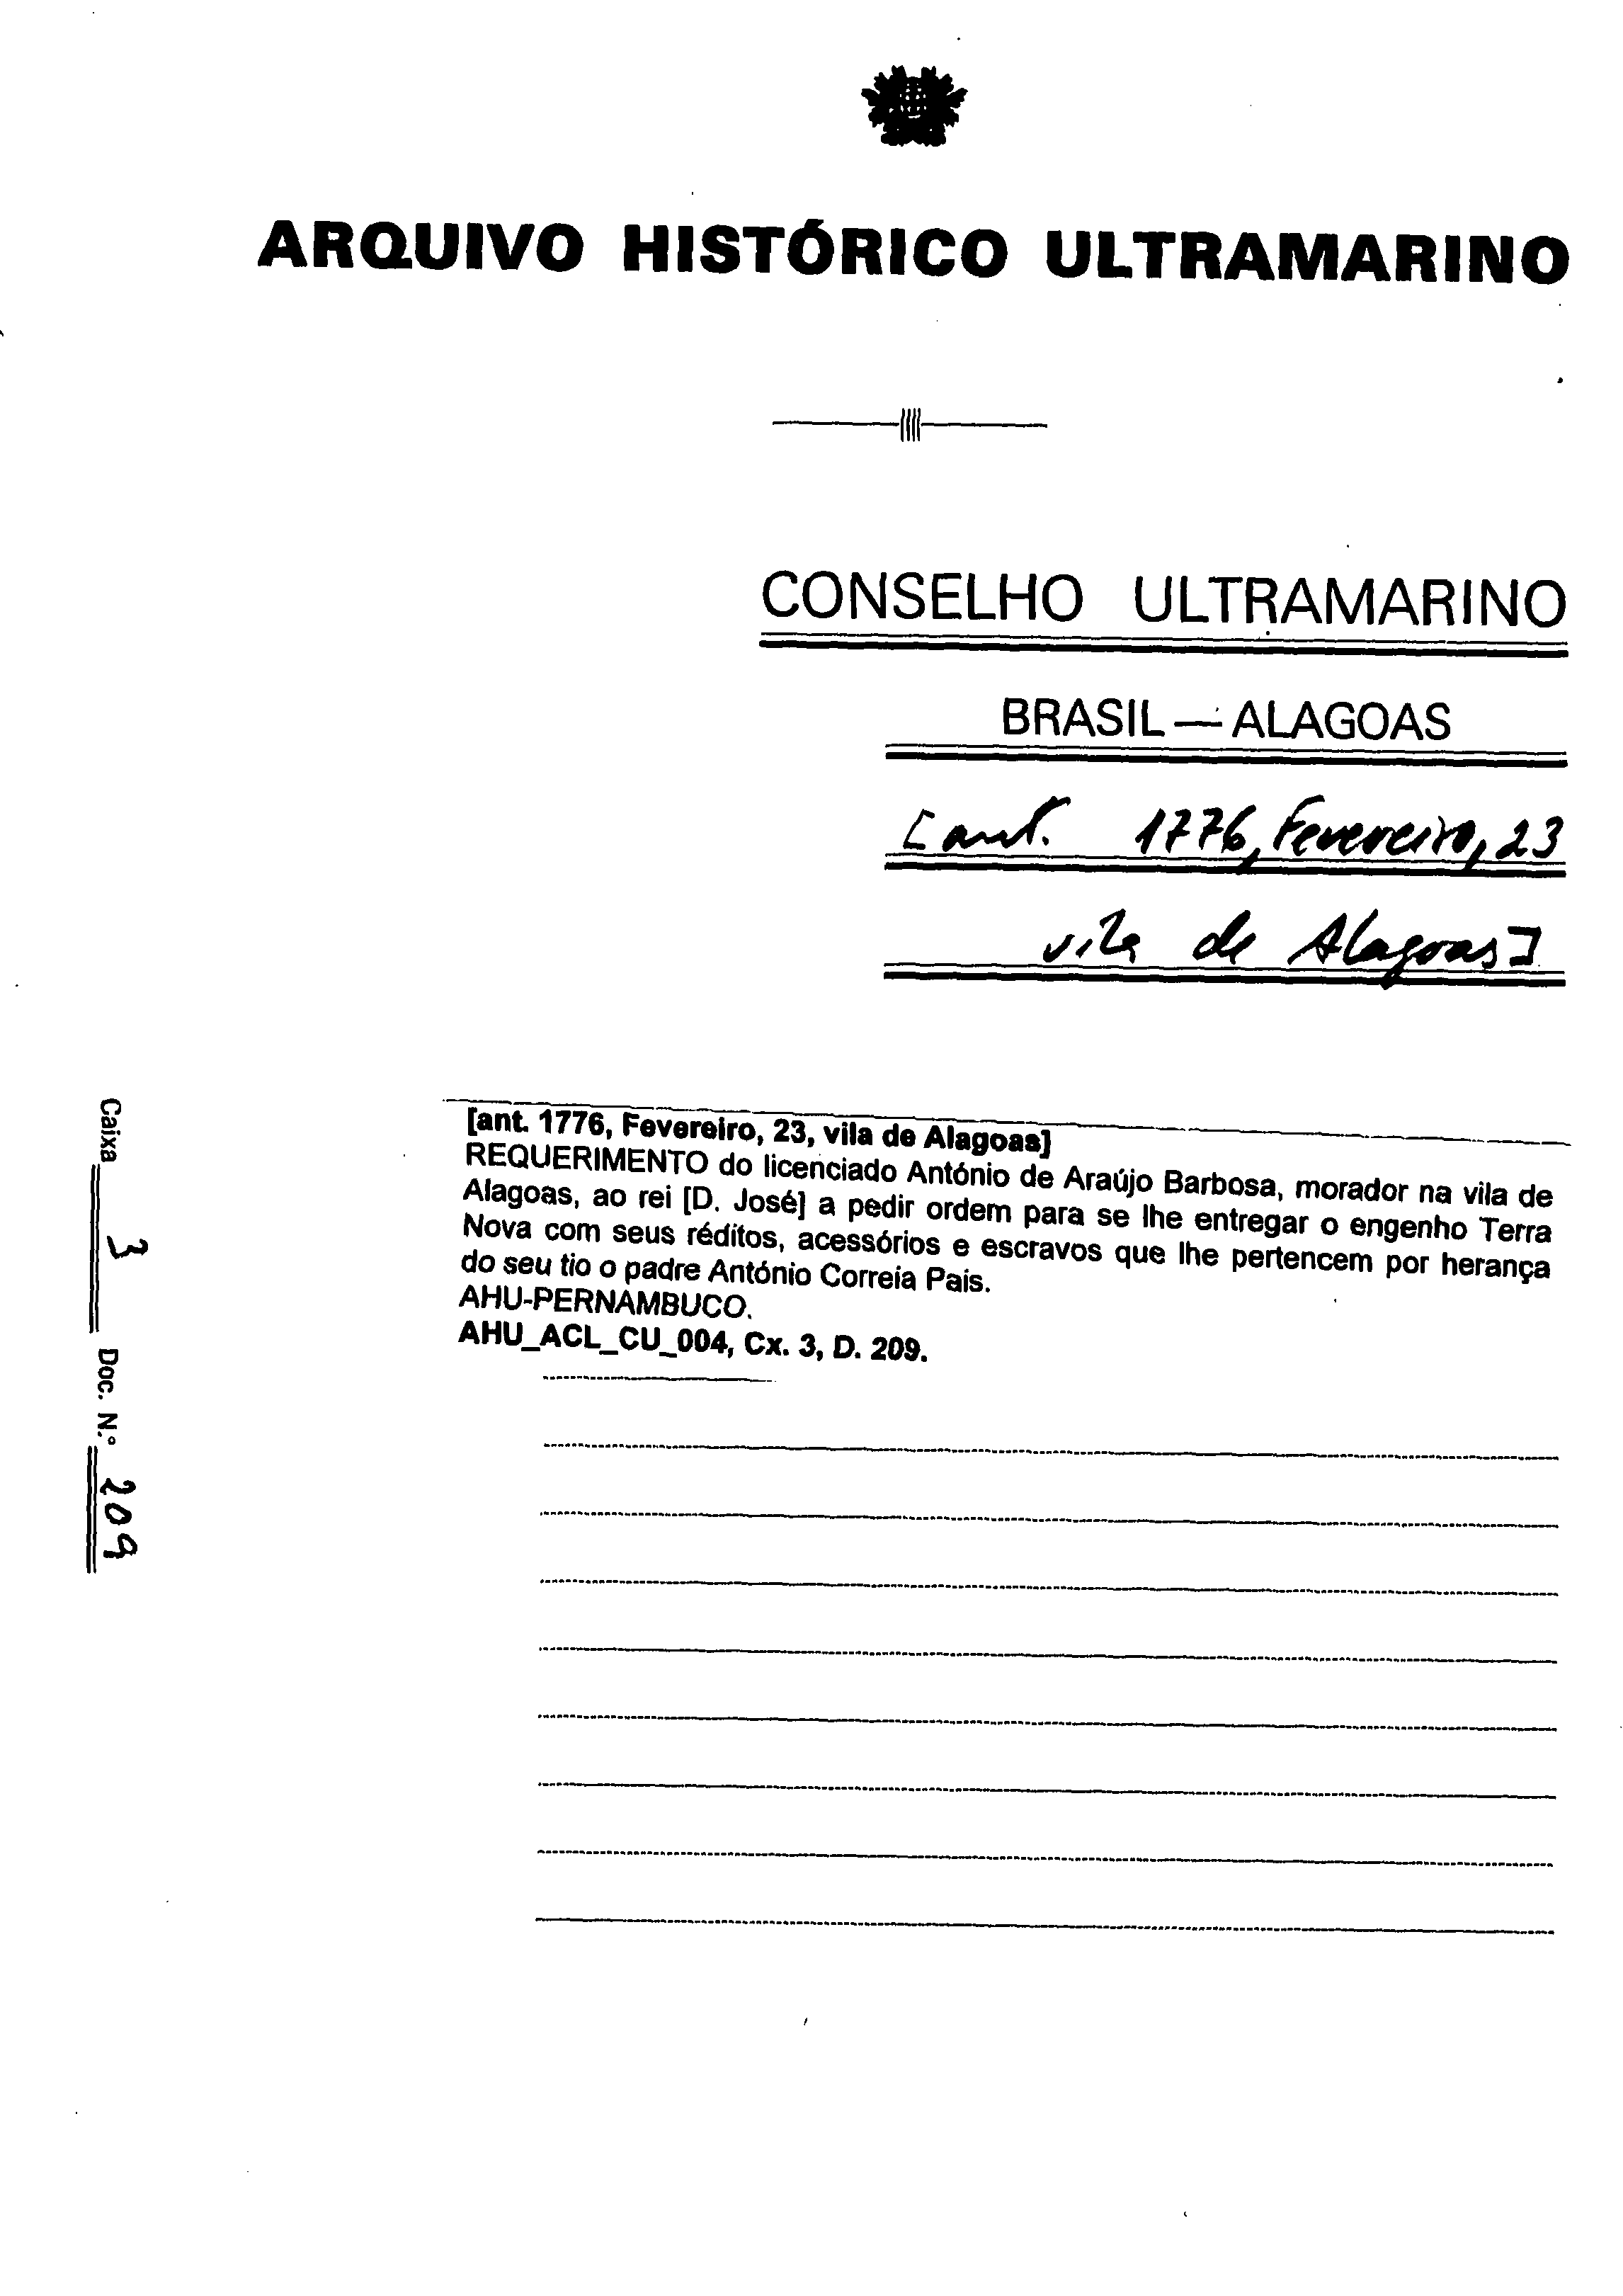 ARQUIVO HISTÓRICO ULTRAMARINO
CONSELHO ULTRAMARINO
BRASIL — ALAGOAS
[ant. 1776, Fevereiro, 23
vila de Alagoas]
[ant. 1776, Fevereiro, 23, vila de Alagoas]
REQUERIMENTO do licenciado António de Araújo Barbosa, morador na vila de
Alagoas, ao rei [D. José] a pedir ordem para se lhe entregar o engenho Terra
Nova com seus réditos, acessórios e escravos que lhe pertencem por herança
do seu tio o padre António Correia Pais.
AHU-PERNAMBUCO.
AHU_ACL_CU_004, Cx. 3, D. 209.
Caixa 3 Doc. N.º 209